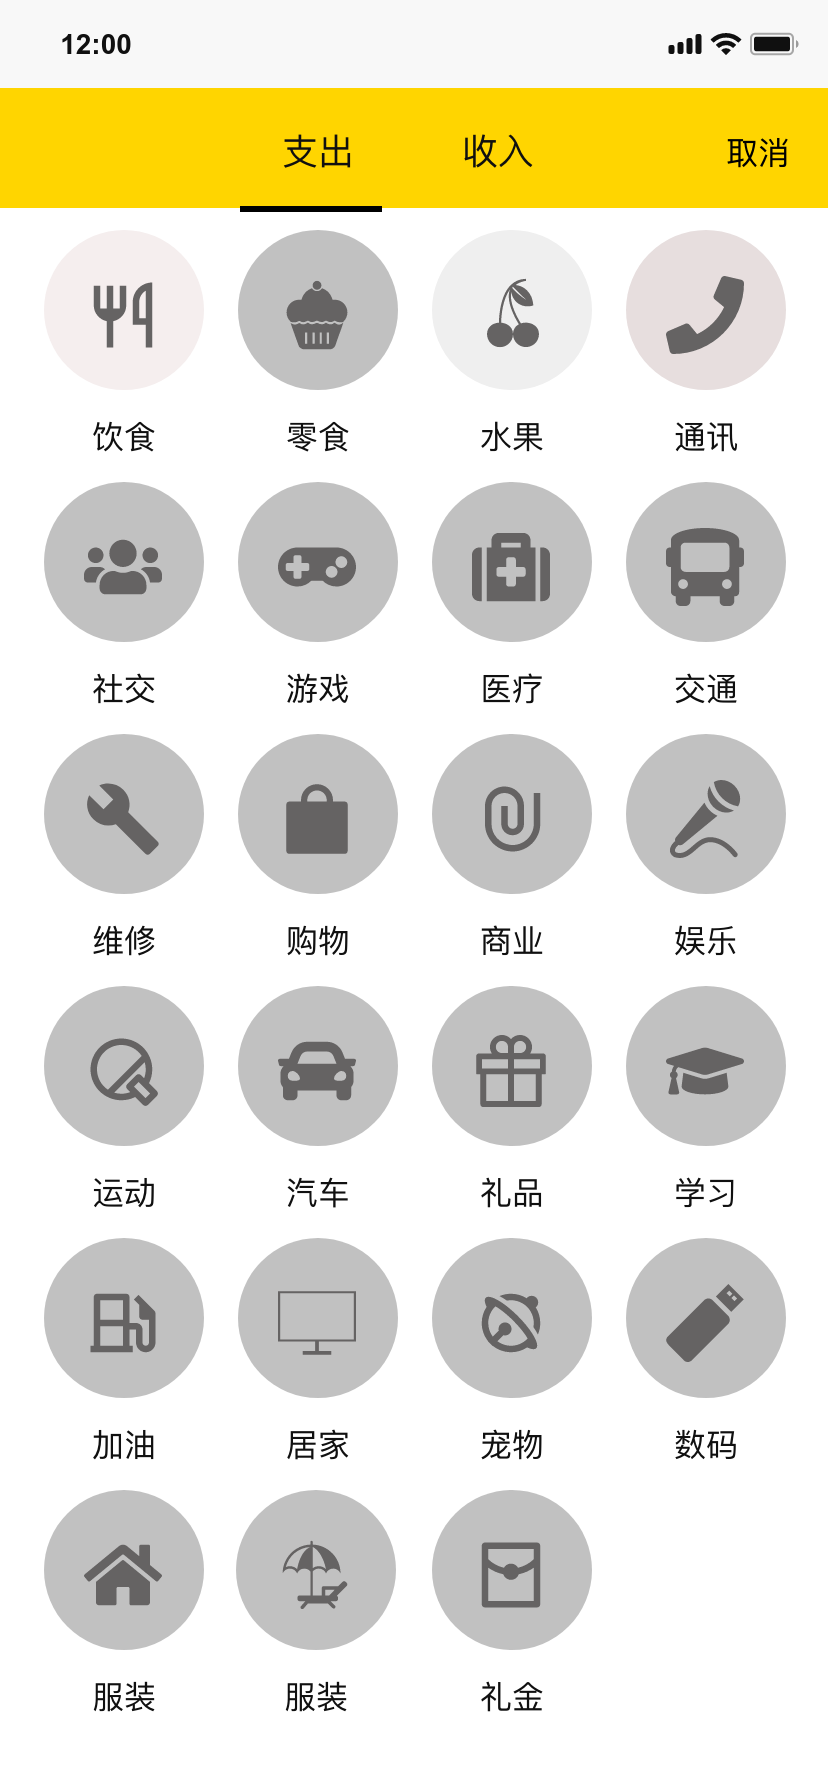 12:00
支出 收入 取消
饮食 零食 水果 通讯
社交 游戏 医疗 交通
维修 购物 商业 娱乐
运动 汽车 礼品 学习
加油 居家 宠物 数码
服装 服装 礼金